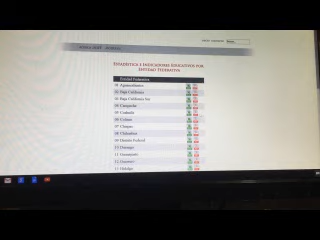 ESTADÍSTICA E INDICADORES EDUCATIVOS POR
ENTIDAD FEDERATIVA
Entidad Federativa
01 Aguascalientes
02 Baja California
03 Baja California Sur
04 Campeche
05 Coahuila
06 Colima
07 Chiapas
08 Chihuahua
09 Distrito Federal
10 Durango
11 Guanajuato
12 Guerrero
13 Hidalgo